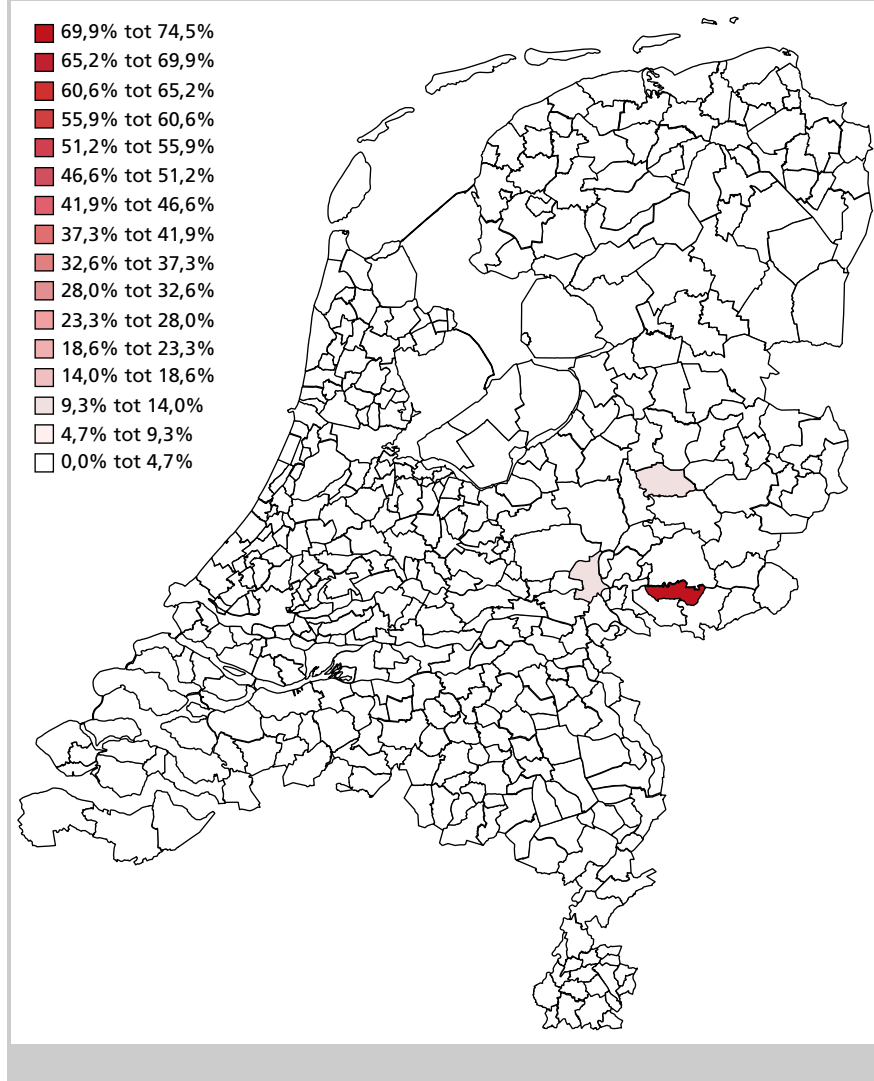 69,9% tot 74,5%
65,2% tot 69,9%
60,6% tot 65,2%
55,9% tot 60,6%
51,2% tot 55,9%
46,6% tot 51,2%
41,9% tot 46,6%
37,3% tot 41,9%
32,6% tot 37,3%
28,0% tot 32,6%
23,3% tot 28,0%
18,6% tot 23,3%
14,0% tot 18,6%
9,3% tot 14,0%
4,7% tot 9,3%
0,0% tot 4,7%